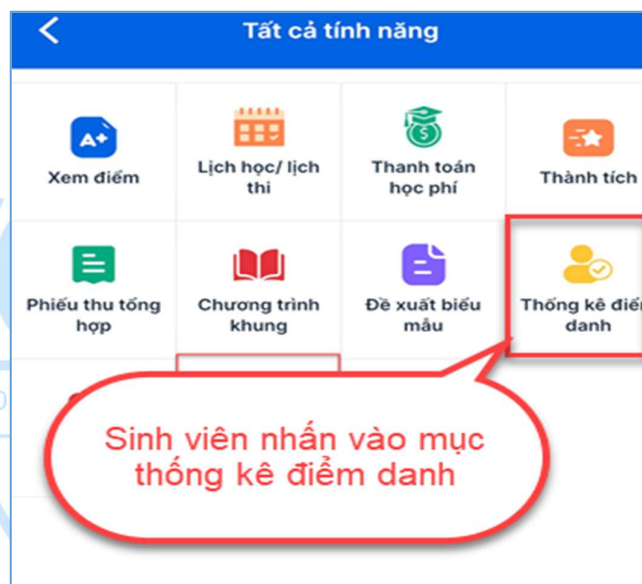 Tất cả tính năng
A+
Xem điểm
Lịch học/ lịch
thi
Thanh toán
học phí
Thành tích
Phiếu thu tổng
hợp
Chương trình
khung
Đề xuất biểu
mẫu
Thống kê điểm
danh
Sinh viên nhấn vào mục
thống kê điểm danh